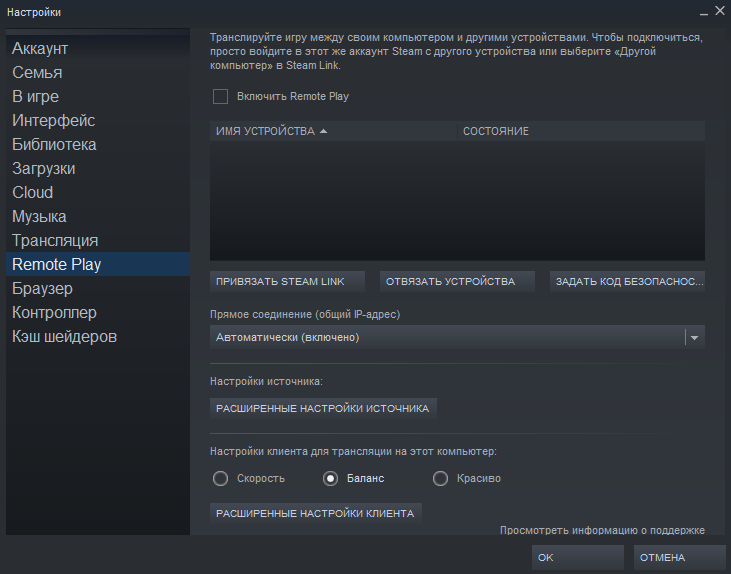 Настройки
Аккаунт
Семья
В игре
Интерфейс
Библиотека
Загрузки
Cloud
Музыка
Трансляция
Remote Play
Браузер
Контроллер
Кэш шейдеров
Транслируйте игру между своим компьютером и другими устройствами. Чтобы подключиться,
просто войдите в этот же аккаунт Steam с другого устройства или выберите «Другой
компьютер» в Steam Link.
Включить Remote Play
ИМЯ УСТРОЙСТВА СОСТОЯНИЕ
ПРИВЯЗАТЬ STEAM LINK ОТВЯЗАТЬ УСТРОЙСТВА ЗАДАТЬ КОД БЕЗОПАСНОС...
Прямое соединение (общий IP-адрес)
Автоматически (включено)
Настройки источника:
РАСШИРЕННЫЕ НАСТРОЙКИ ИСТОЧНИКА
Настройки клиента для трансляции на этот компьютер:
Скорость Баланс Красиво
РАСШИРЕННЫЕ НАСТРОЙКИ КЛИЕНТА
Просмотреть информацию о поддержке
OK ОТМЕНА